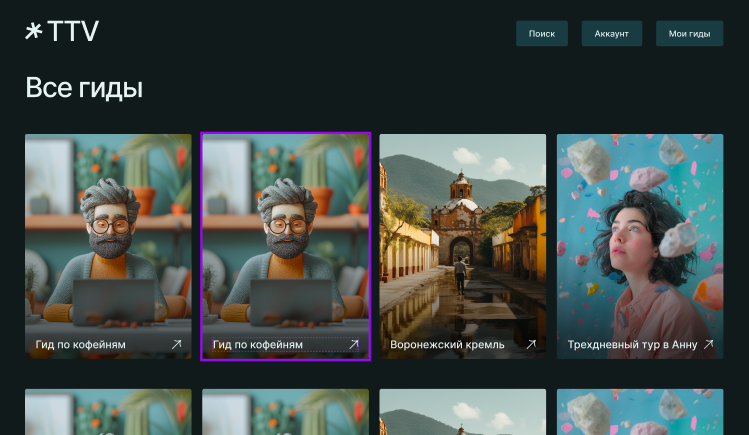 TTV
Поиск
Аккаунт
Мои гиды
Все гиды
Гид по кофейням
Гид по кофейням
Воронежский кремль
Трехдневный тур в Анну